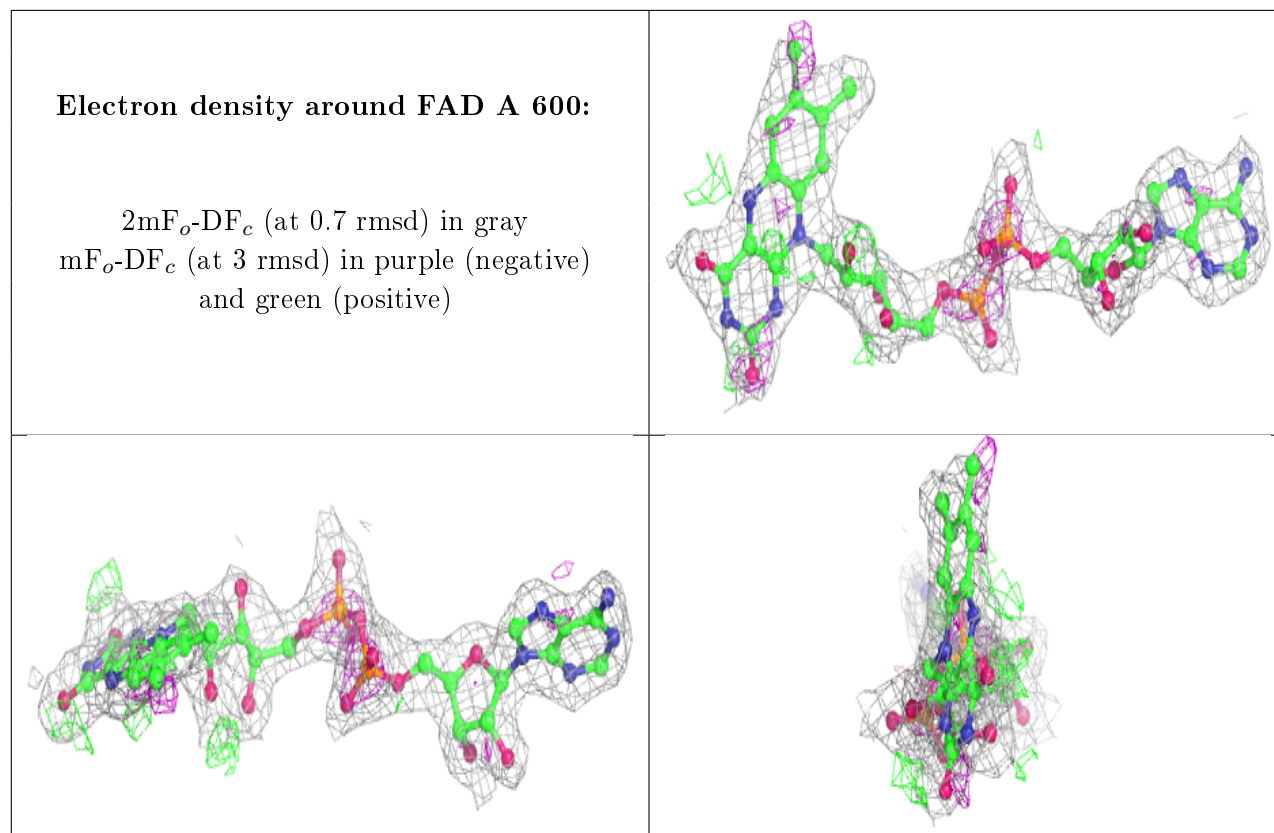 Electron density around FAD A 600:
2mFo-DFc (at 0.7 rmsd) in gray
mFo-DFc (at 3 rmsd) in purple (negative)
and green (positive)